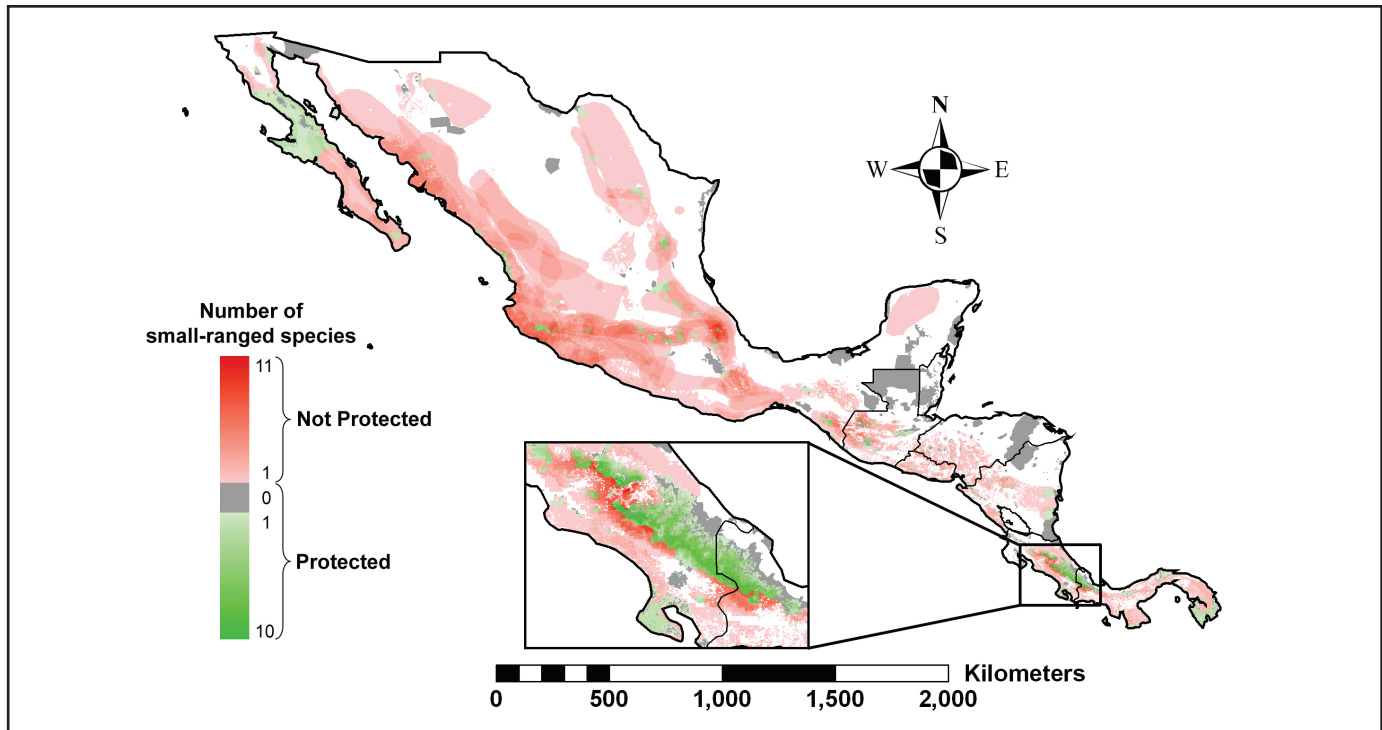 N
W
E
S
Number of
small-ranged species
11
Not Protected
1
0
1
Protected
10
Kilometers
0
500
1,000
1,500
2,000